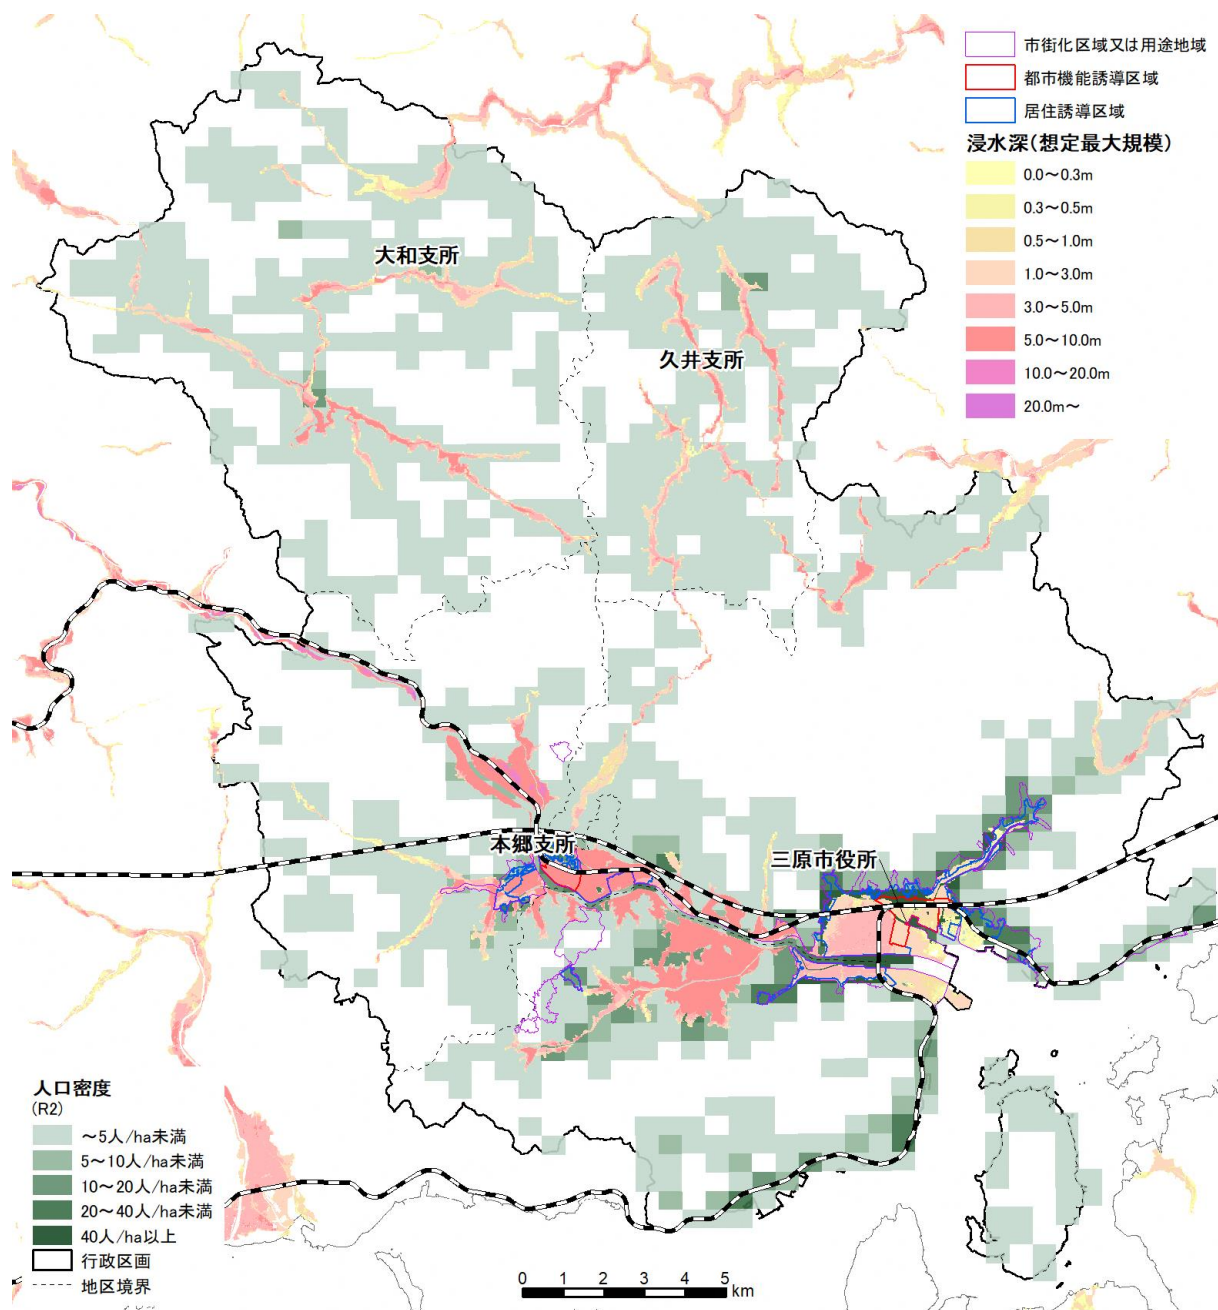 市街化区域又は用途地域
都市機能誘導区域
居住誘導区域
浸水深(想定最大規模)
0.0～0.3m
0.3～0.5m
0.5～1.0m
1.0～3.0m
3.0～5.0m
5.0～10.0m
10.0～20.0m
20.0m～
大和支所
久井支所
本郷支所
三原市役所
人口密度
(R2)
～5人/ha未満
5～10人/ha未満
10～20人/ha未満
20～40人/ha未満
40人/ha以上
行政区画
地区境界
0 1 2 3 4 5
km